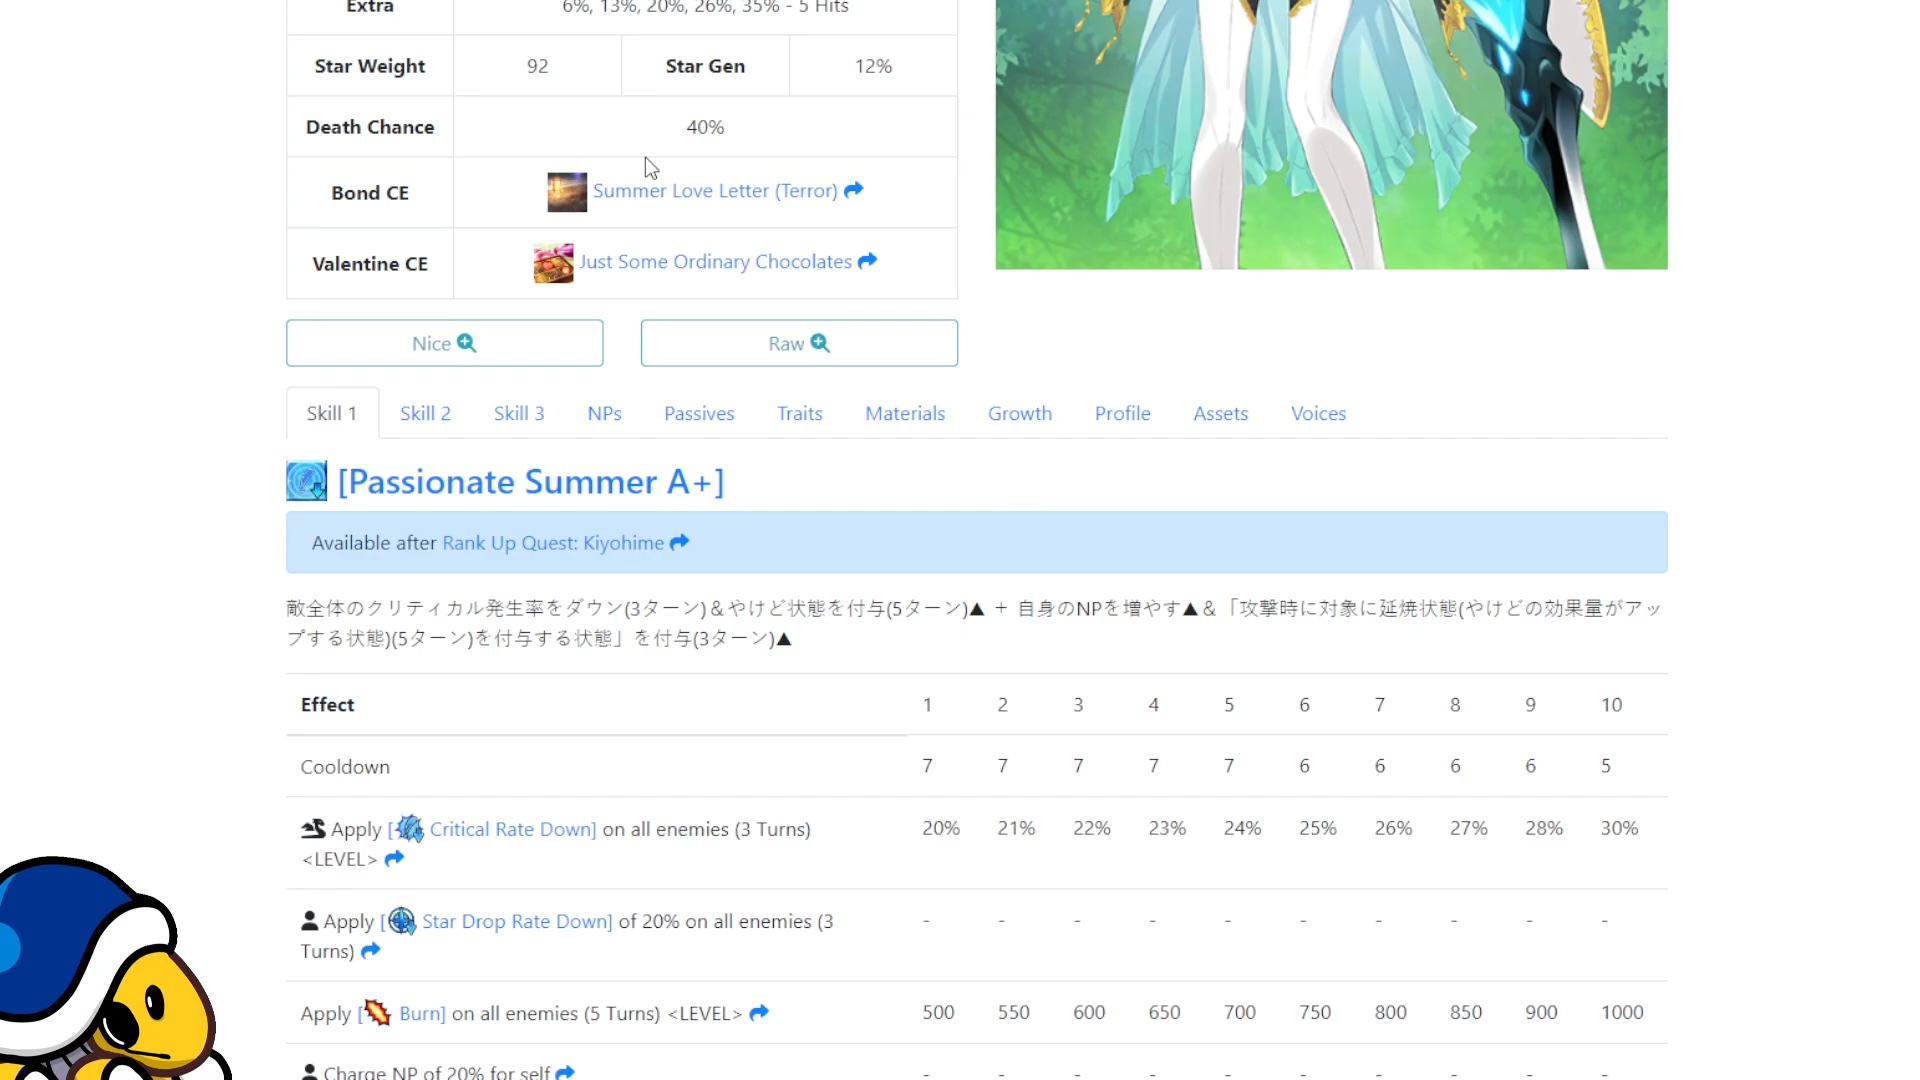 Extra 6%, 13%, 20%, 26%, 35% - 5 Hits
Star Weight 92 Star Gen 12%
Death Chance 40%
Bond CE Summer Love Letter (Terror)
Valentine CE Just Some Ordinary Chocolates
Nice Raw
Skill 1 Skill 2 Skill 3 NPs Passives Traits Materials Growth Profile Assets Voices
[Passionate Summer A+]
Available after Rank Up Quest: Kiyohime
敵全体のクリティカル発生率をダウン(3ターン)＆やけど状態を付与(5ターン)▲ ＋ 自身のNPを増やす▲＆「攻撃時に対象に延焼状態(やけどの効果量がアッ
プする状態)(5ターン)を付与する状態」を付与(3ターン)▲
Effect 1 2 3 4 5 6 7 8 9 10
Cooldown 7 7 7 7 7 6 6 6 6 5
Apply [Critical Rate Down] on all enemies (3 Turns) 20% 21% 22% 23% 24% 25% 26% 27% 28% 30%
<LEVEL>
Apply [Star Drop Rate Down] of 20% on all enemies (3 - - - - - - - - - -
Turns)
Apply [Burn] on all enemies (5 Turns) <LEVEL> 500 550 600 650 700 750 800 850 900 1000
Charge NP of 20% for self - - - - - - - - - -